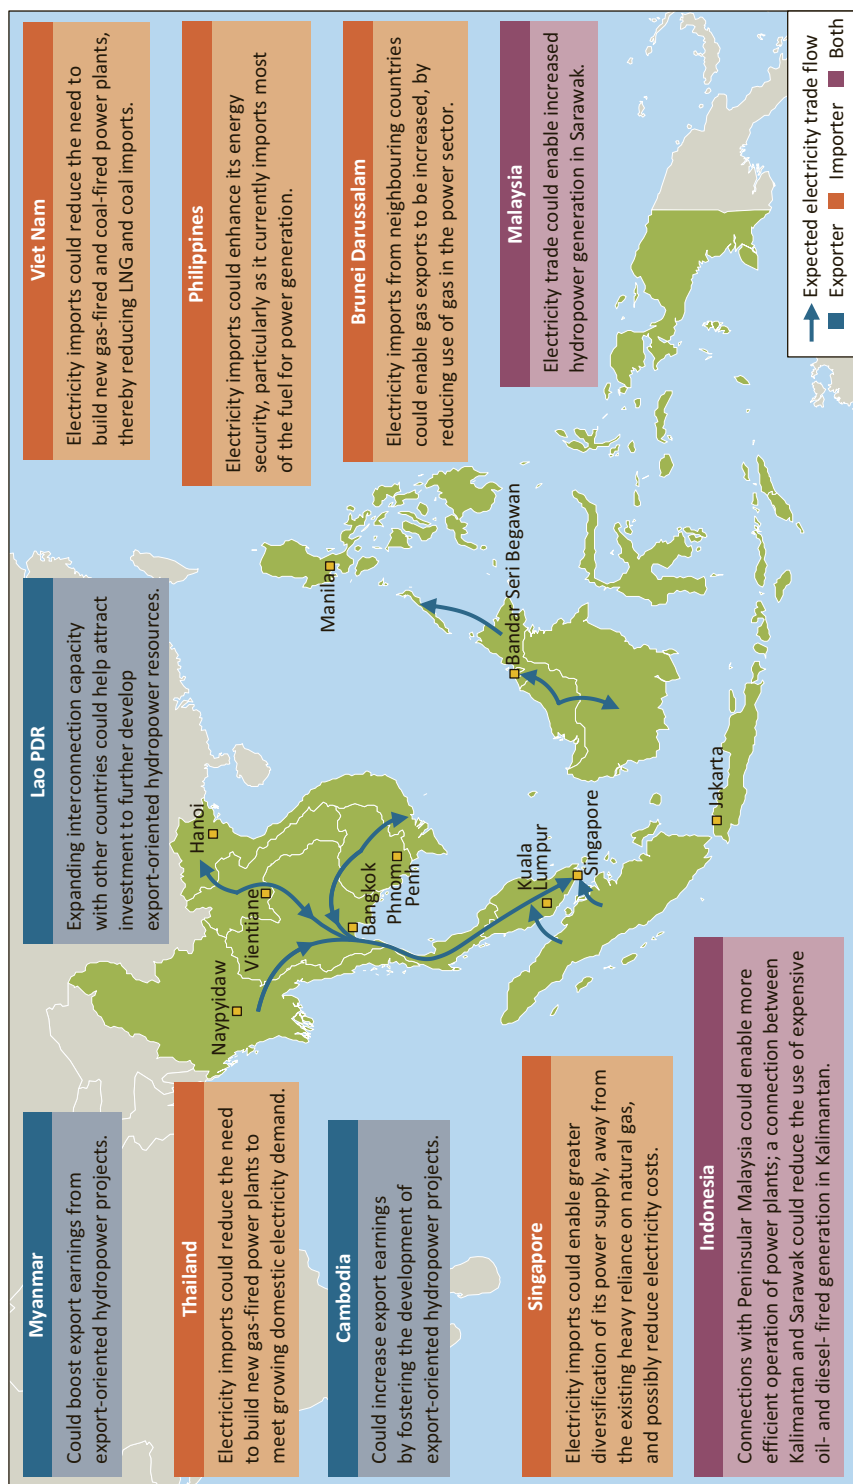 Myanmar
Could boost export earnings from
export-oriented hydropower projects.
Thailand
Electricity imports could reduce the need
to build new gas-fired power plants to
meet growing domestic electricity demand.
Cambodia
Could increase export earnings
by fostering the development of
export-oriented hydropower projects.
Singapore
Electricity imports could enable greater
diversification of its power supply, away from
the existing heavy reliance on natural gas,
and possibly reduce electricity costs.
Indonesia
Connections with Peninsular Malaysia could enable more
efficient operation of power plants; a connection between
Kalimantan and Sarawak could reduce the use of expensive
oil- and diesel- fired generation in Kalimantan.
Lao PDR
Expanding interconnection capacity
with other countries could help attract
investment to further develop
export-oriented hydropower resources.
Naypyidaw
Vientiane
Hanoi
Bangkok
Phnom
Penh
Kuala
Lumpur
Singapore
Jakarta
Manila
Bandar Seri Begawan
Viet Nam
Electricity imports could reduce the need to
build new gas-fired and coal-fired power plants,
thereby reducing LNG and coal imports.
Philippines
Electricity imports could enhance its energy
security, particularly as it currently imports most
of the fuel for power generation.
Brunei Darussalam
Electricity imports from neighbouring countries
could enable gas exports to be increased, by
reducing use of gas in the power sector.
Malaysia
Electricity trade could enable increased
hydropower generation in Sarawak.
Expected electricity trade flow
Exporter
Importer
Both